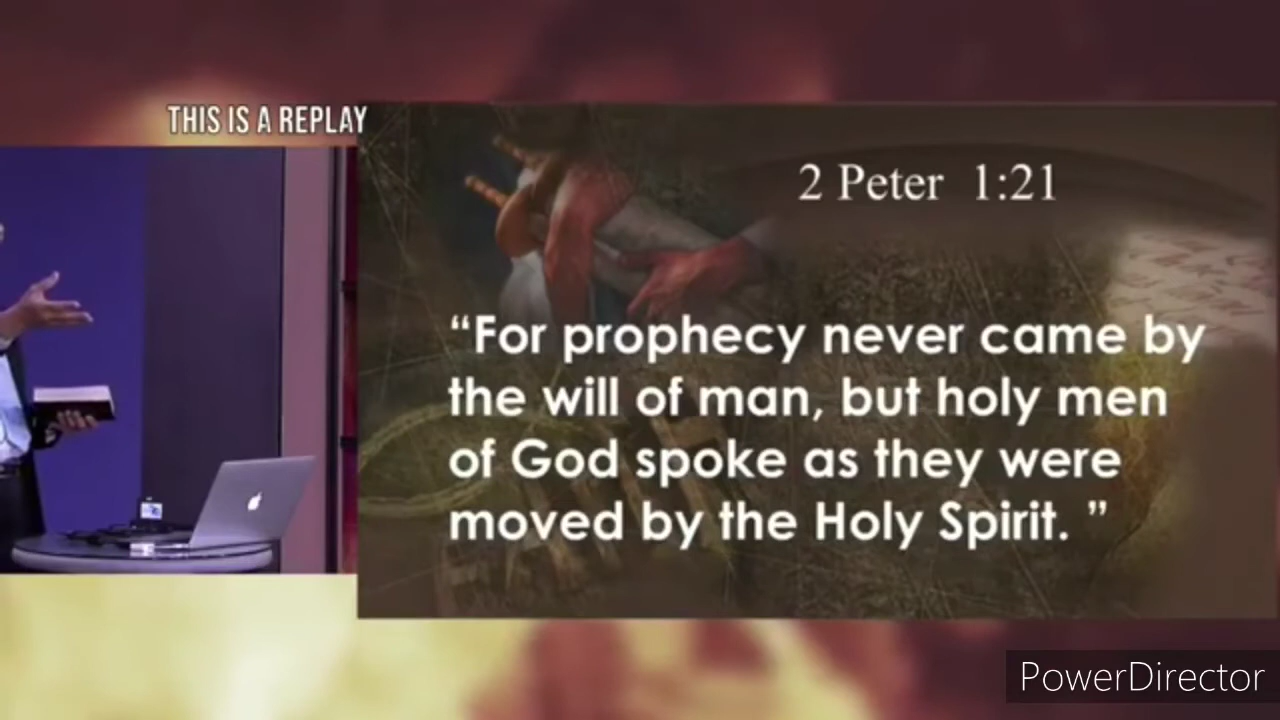 THIS IS A REPLAY
2 Peter 1:21
“For prophecy never came by
the will of man, but holy men
of God spoke as they were
moved by the Holy Spirit. ”
PowerDirector